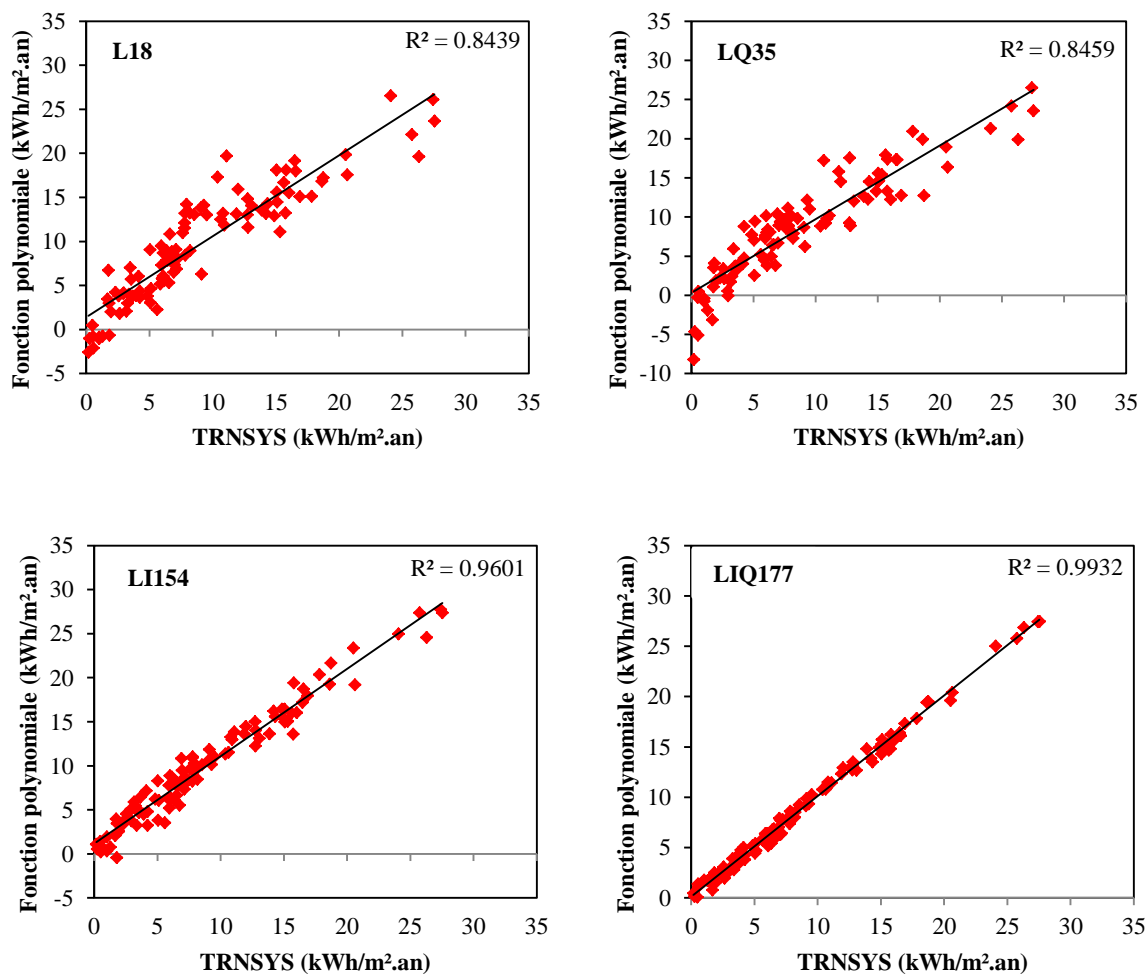 L18
R² = 0.8439
35
30
25
20
15
10
5
0
-5
0 5 10 15 20 25 30 35
Fonction polynomiale (kWh/m².an)
TRNSYS (kWh/m².an)
LQ35
R² = 0.8459
35
30
25
20
15
10
5
0
-5
-10
0 5 10 15 20 25 30 35
Fonction polynomiale (kWh/m².an)
TRNSYS (kWh/m².an)
LI154
R² = 0.9601
35
30
25
20
15
10
5
0
-5
0 5 10 15 20 25 30 35
Fonction polynomiale (kWh/m².an)
TRNSYS (kWh/m².an)
LIQ177
R² = 0.9932
35
30
25
20
15
10
5
0
0 5 10 15 20 25 30 35
Fonction polynomiale (kWh/m².an)
TRNSYS (kWh/m².an)